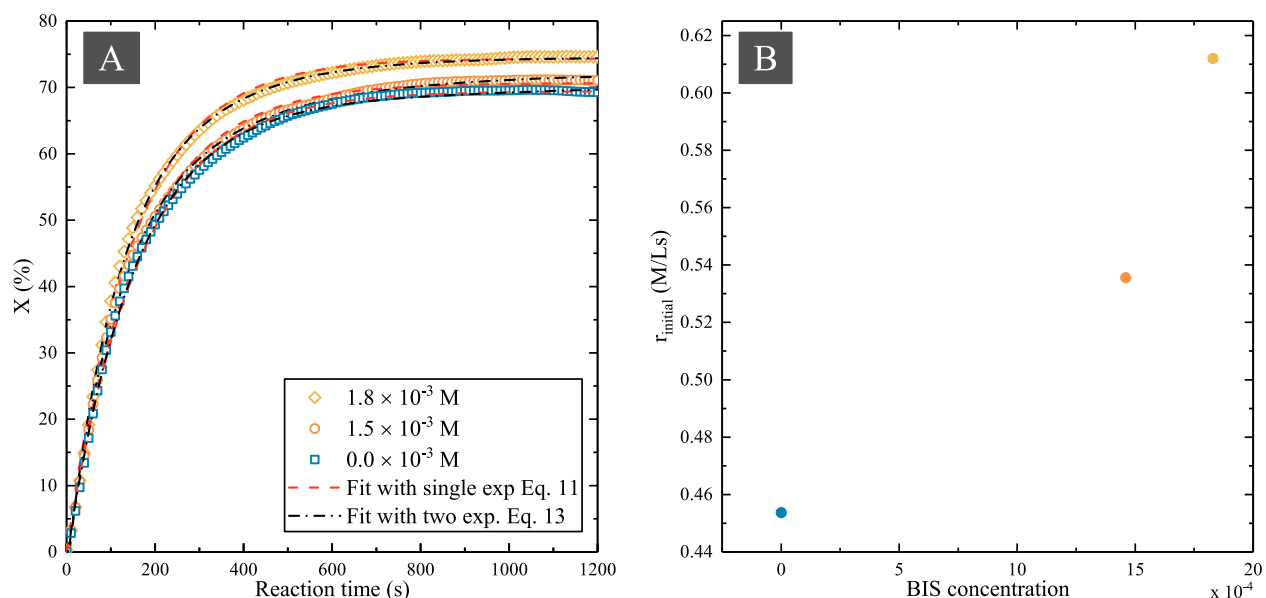 A
80
70
60
50
40
30
20
10
0
X (%)
0 200 400 600 800 1000 1200
Reaction time (s)
1.8 × 10-3 M
1.5 × 10-3 M
0.0 × 10-3 M
Fit with single exp Eq. 11
Fit with two exp. Eq. 13
B
0.62
0.60
0.58
0.56
0.54
0.52
0.50
0.48
0.46
0.44
rinitial (M/Ls)
0 5 10 15 20
BIS concentration
x 10-4